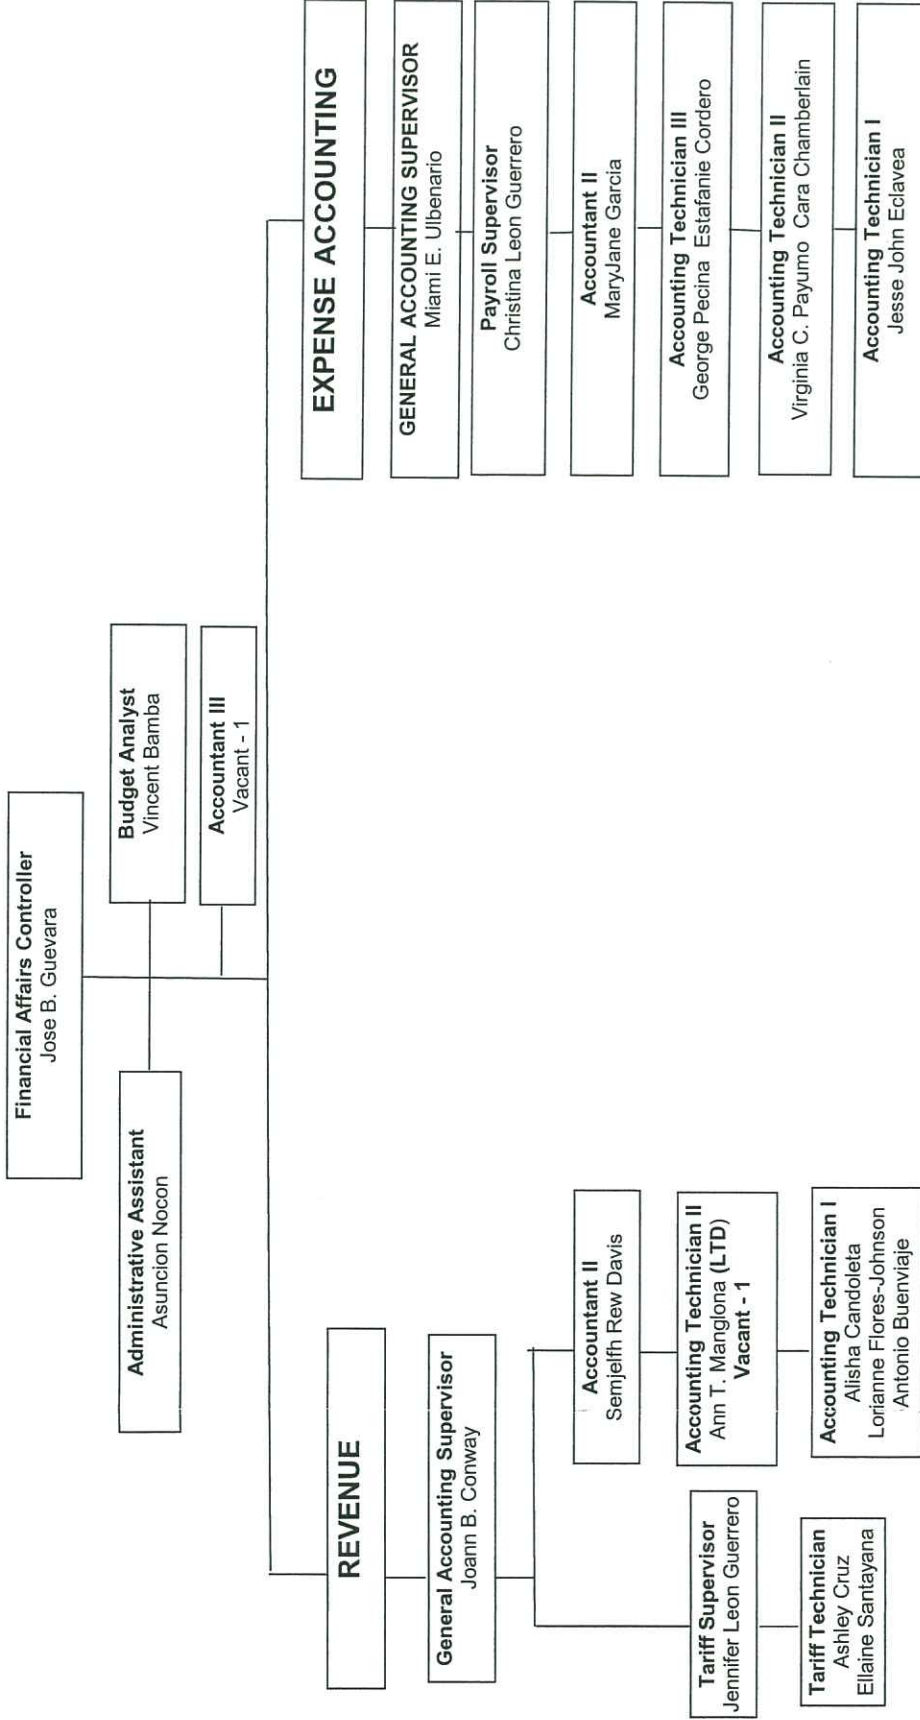 Financial Affairs Controller
Jose B. Guevara
Administrative Assistant
Asuncion Nocon
Budget Analyst
Vincent Bamba
Accountant III
Vacant - 1
REVENUE
General Accounting Supervisor
Joann B. Conway
Tariff Supervisor
Jennifer Leon Guerrero
Tariff Technician
Ashley Cruz
Ellaine Santayana
Accountant II
Semjelfh Rew Davis
Accounting Technician II
Ann T. Manglona (LTD)
Vacant - 1
Accounting Technician I
Alisha Candoleta
Lorianne Flores-Johnson
Antonio Buenviaje
EXPENSE ACCOUNTING
GENERAL ACCOUNTING SUPERVISOR
Miami E. Ulbenario
Payroll Supervisor
Christina Leon Guerrero
Accountant II
MaryJane Garcia
Accounting Technician III
George Pecina Estafanie Cordero
Accounting Technician II
Virginia C. Payumo Cara Chamberlain
Accounting Technician I
Jesse John Eclavea